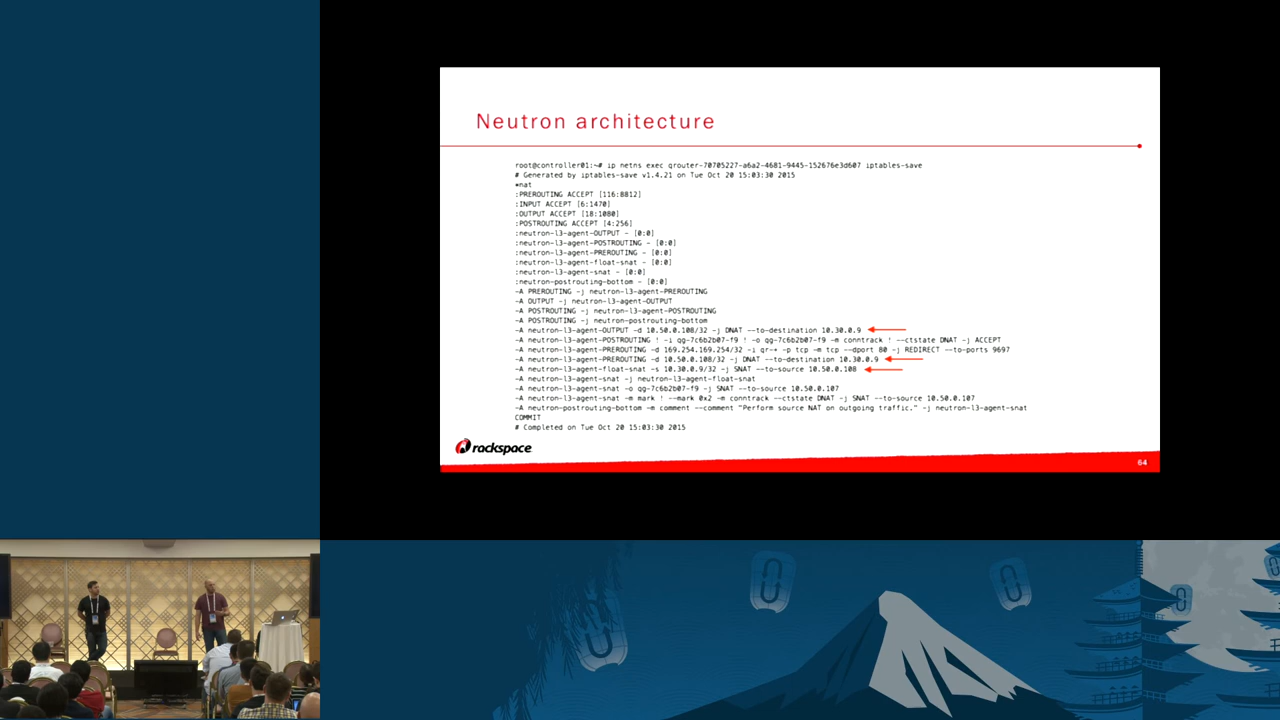 Neutron architecture
root@controller01:~# ip netns exec qrouter-70705227-a6a2-4681-9445-152676e3d607 iptables-save
# Generated by iptables-save v1.4.21 on Tue Oct 20 15:03:30 2015
*nat
:PREROUTING ACCEPT [116:8812]
:INPUT ACCEPT [6:1470]
:OUTPUT ACCEPT [18:1080]
:POSTROUTING ACCEPT [4:256]
:neutron-l3-agent-OUTPUT - [0:0]
:neutron-l3-agent-POSTROUTING - [0:0]
:neutron-l3-agent-PREROUTING - [0:0]
:neutron-l3-agent-float-snat - [0:0]
:neutron-l3-agent-snat - [0:0]
:neutron-postrouting-bottom - [0:0]
-A PREROUTING -j neutron-l3-agent-PREROUTING
-A OUTPUT -j neutron-l3-agent-OUTPUT
-A POSTROUTING -j neutron-l3-agent-POSTROUTING
-A POSTROUTING -j neutron-postrouting-bottom
-A neutron-l3-agent-OUTPUT -d 10.50.0.108/32 -j DNAT --to-destination 10.30.0.9
-A neutron-l3-agent-POSTROUTING ! -i qg-7c6b2b07-f9 ! -o qg-7c6b2b07-f9 -m conntrack ! --ctstate DNAT -j ACCEPT
-A neutron-l3-agent-PREROUTING -d 169.254.169.254/32 -i qr-+ -p tcp -m tcp --dport 80 -j REDIRECT --to-ports 9697
-A neutron-l3-agent-PREROUTING -d 10.50.0.108/32 -j DNAT --to-destination 10.30.0.9
-A neutron-l3-agent-float-snat -s 10.30.0.9/32 -j SNAT --to-source 10.50.0.108
-A neutron-l3-agent-snat -j neutron-l3-agent-float-snat
-A neutron-l3-agent-snat -o qg-7c6b2b07-f9 -j SNAT --to-source 10.50.0.107
-A neutron-l3-agent-snat -m mark ! --mark 0x2 -m conntrack --ctstate DNAT -j SNAT --to-source 10.50.0.107
-A neutron-postrouting-bottom -m comment --comment "Perform source NAT on outgoing traffic." -j neutron-l3-agent-snat
COMMIT
# Completed on Tue Oct 20 15:03:30 2015
rackspace
64